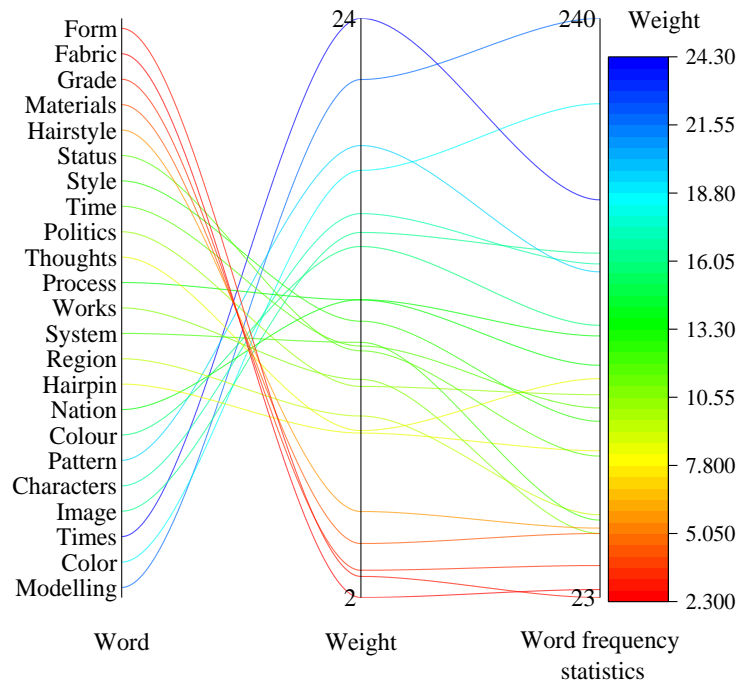 Form
Fabric
Grade
Materials
Hairstyle
Status
Style
Time
Politics
Thoughts
Process
Works
System
Region
Hairpin
Nation
Colour
Pattern
Characters
Image
Times
Color
Modelling
Word
24
2
Weight
240
23
Word frequency
statistics
Weight
24.30
21.55
18.80
16.05
13.30
10.55
7.800
5.050
2.300